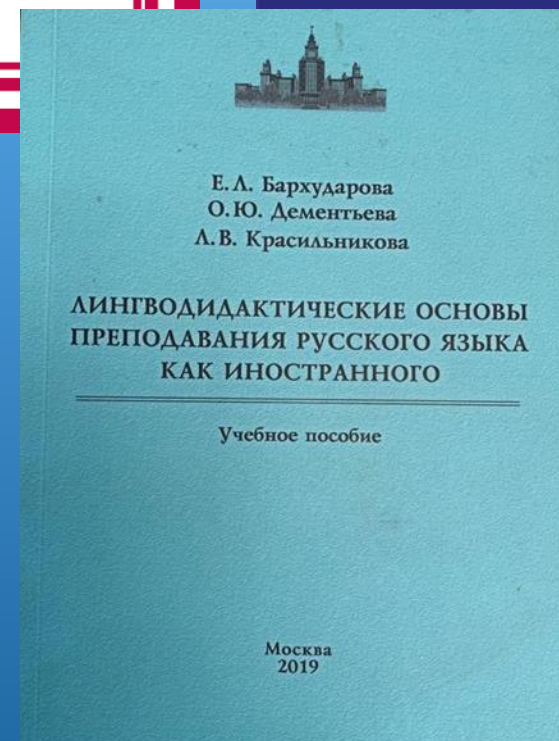 Е. Л. Бархударова
О. Ю. Дементьева
Л. В. Красильникова
ЛИНГВОДИДАКТИЧЕСКИЕ ОСНОВЫ
ПРЕПОДАВАНИЯ РУССКОГО ЯЗЫКА
КАК ИНОСТРАННОГО
Учебное пособие
Москва
2019